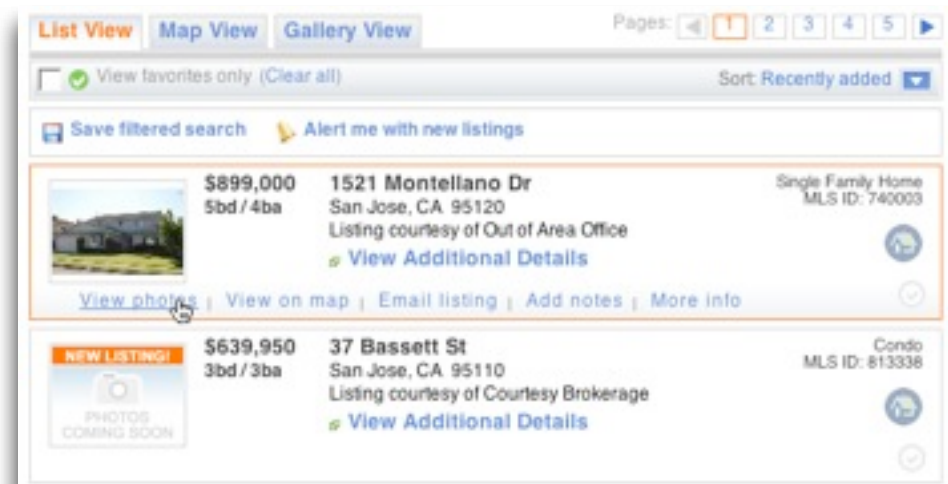 List View Map View Gallery View Pages: 1 2 3 4 5
View favorites only (Clear all) Sort: Recently added
Save filtered search Alert me with new listings
$899,000 1521 Montellano Dr Single Family Home
5bd / 4ba San Jose, CA 95120 MLS ID: 740003
Listing courtesy of Out of Area Office
View Additional Details
View photos | View on map | Email listing | Add notes | More info
NEW LISTING! $639,950 37 Bassett St Condo
3bd / 3ba San Jose, CA 95110 MLS ID: 813336
Listing courtesy of Courtesy Brokerage
PHOTOS
COMING SOON
View Additional Details